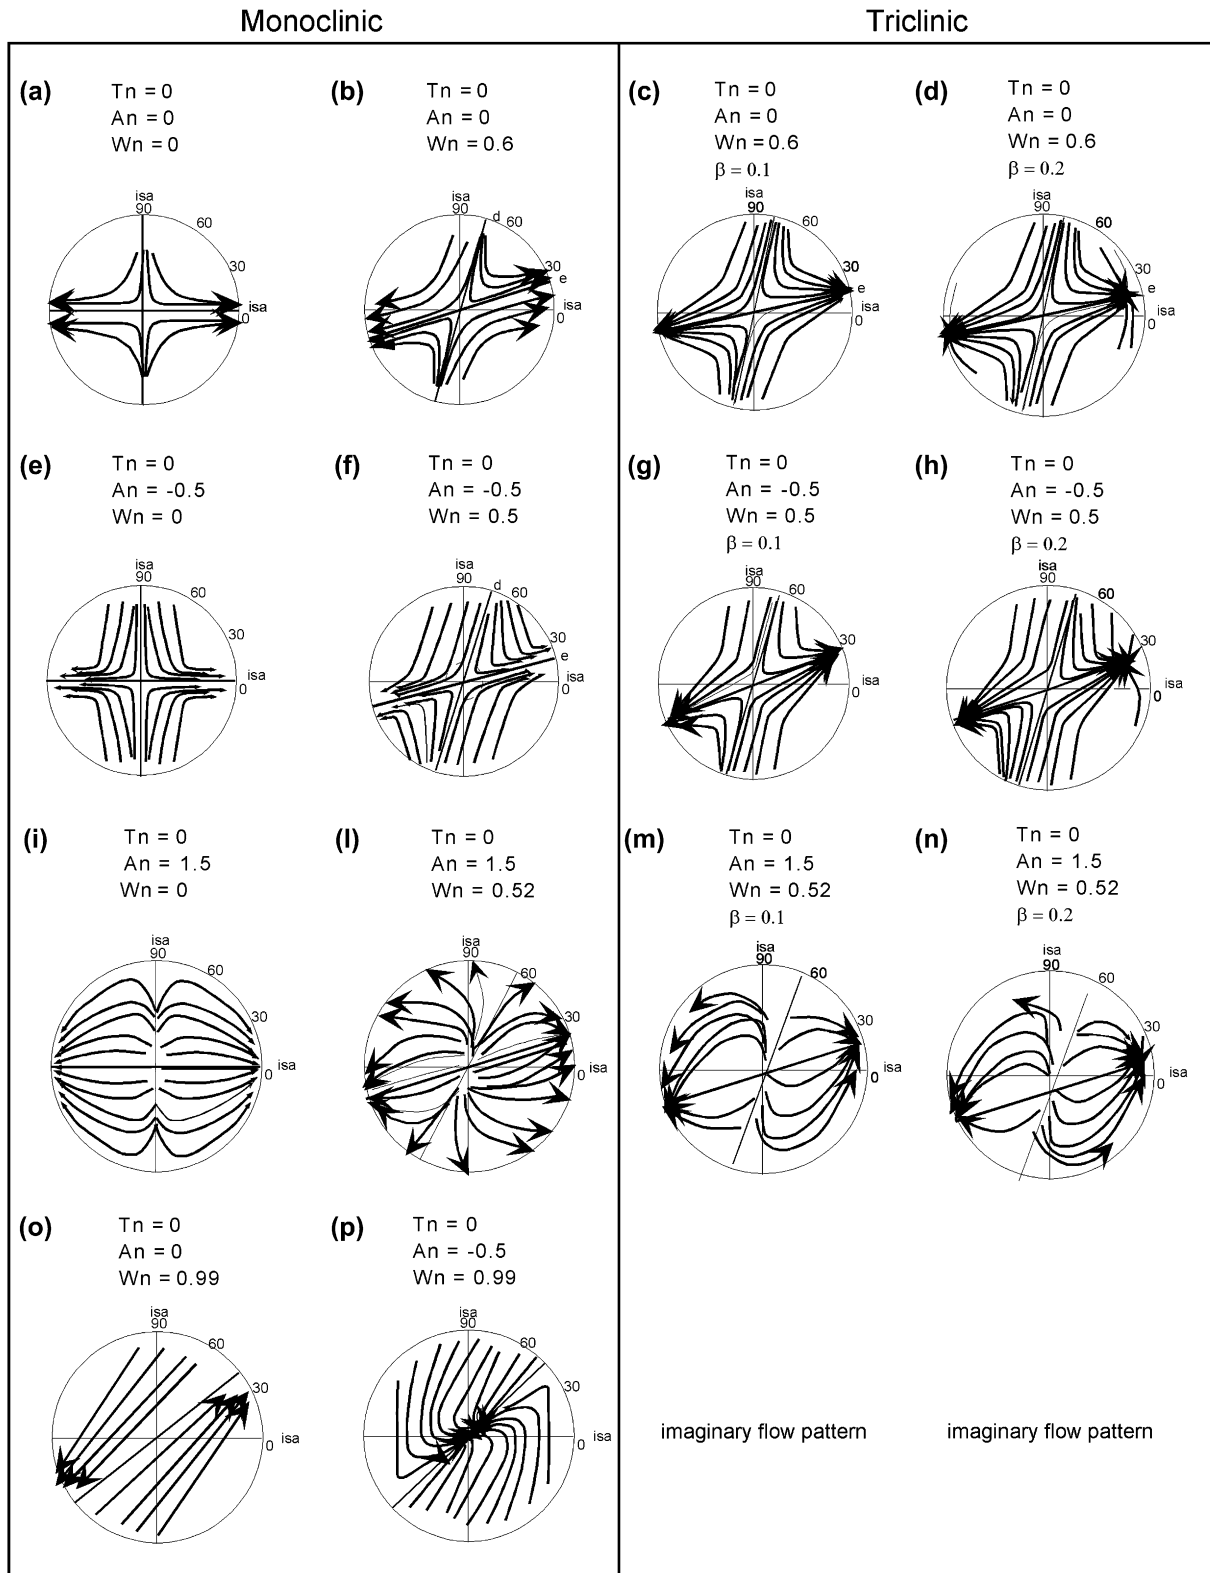 Monoclinic
Triclinic
(a)
Tn = 0
An = 0
Wn = 0
isa
90
60
30
isa
0
(b)
Tn = 0
An = 0
Wn = 0.6
isa
90
d
60
30
e
isa
0
(c)
Tn = 0
An = 0
Wn = 0.6
β = 0.1
isa
90
60
30
e
0
(d)
Tn = 0
An = 0
Wn = 0.6
β = 0.2
isa
90
60
30
e
isa
0
(e)
Tn = 0
An = -0.5
Wn = 0
isa
90
60
30
isa
0
(f)
Tn = 0
An = -0.5
Wn = 0.5
isa
90
d
60
30
e
isa
0
(g)
Tn = 0
An = -0.5
Wn = 0.5
β = 0.1
isa
90
60
30
isa
0
(h)
Tn = 0
An = -0.5
Wn = 0.5
β = 0.2
isa
90
60
30
isa
0
(i)
Tn = 0
An = 1.5
Wn = 0
isa
90
60
30
isa
0
(l)
Tn = 0
An = 1.5
Wn = 0.52
isa
90
60
30
isa
0
(m)
Tn = 0
An = 1.5
Wn = 0.52
β = 0.1
isa
90
60
30
isa
0
(n)
Tn = 0
An = 1.5
Wn = 0.52
β = 0.2
isa
90
60
30
isa
0
(o)
Tn = 0
An = 0
Wn = 0.99
isa
90
60
30
isa
0
(p)
Tn = 0
An = -0.5
Wn = 0.99
isa
90
60
30
isa
0
imaginary flow pattern
imaginary flow pattern